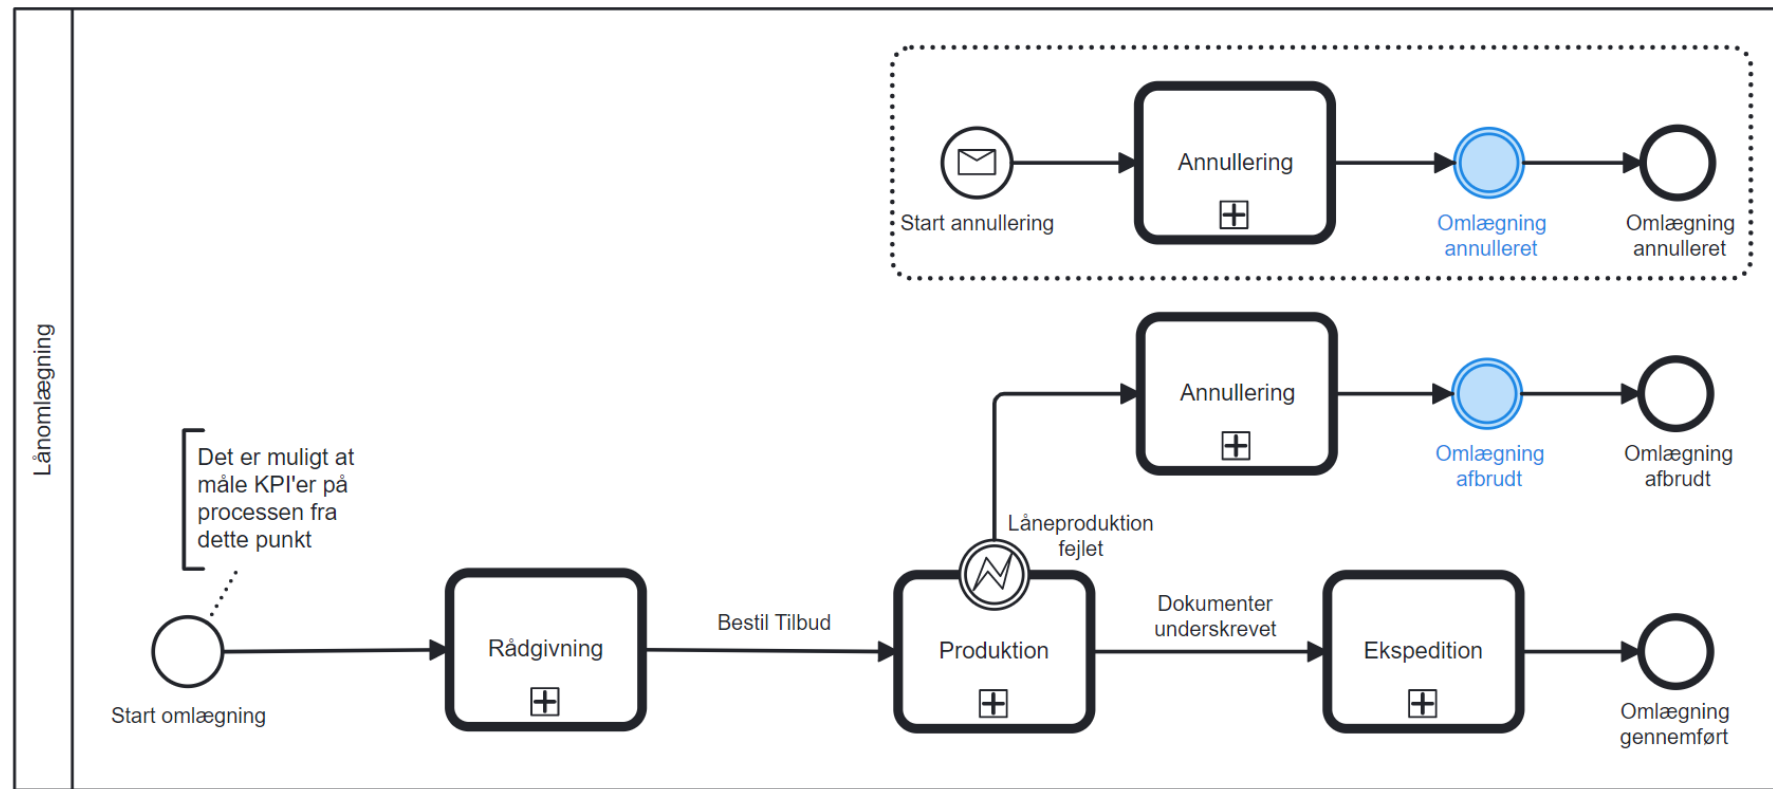 Lånomlægning
Start annullering
Annullering
Omlægning
annulleret
Omlægning
annulleret
Annullering
Omlægning
afbrudt
Omlægning
afbrudt
Låneproduktion
fejlet
Det er muligt at
måle KPI'er på
processen fra
dette punkt
Start omlægning
Rådgivning
Bestil Tilbud
Produktion
Dokumenter
underskrevet
Ekspedition
Omlægning
gennemført